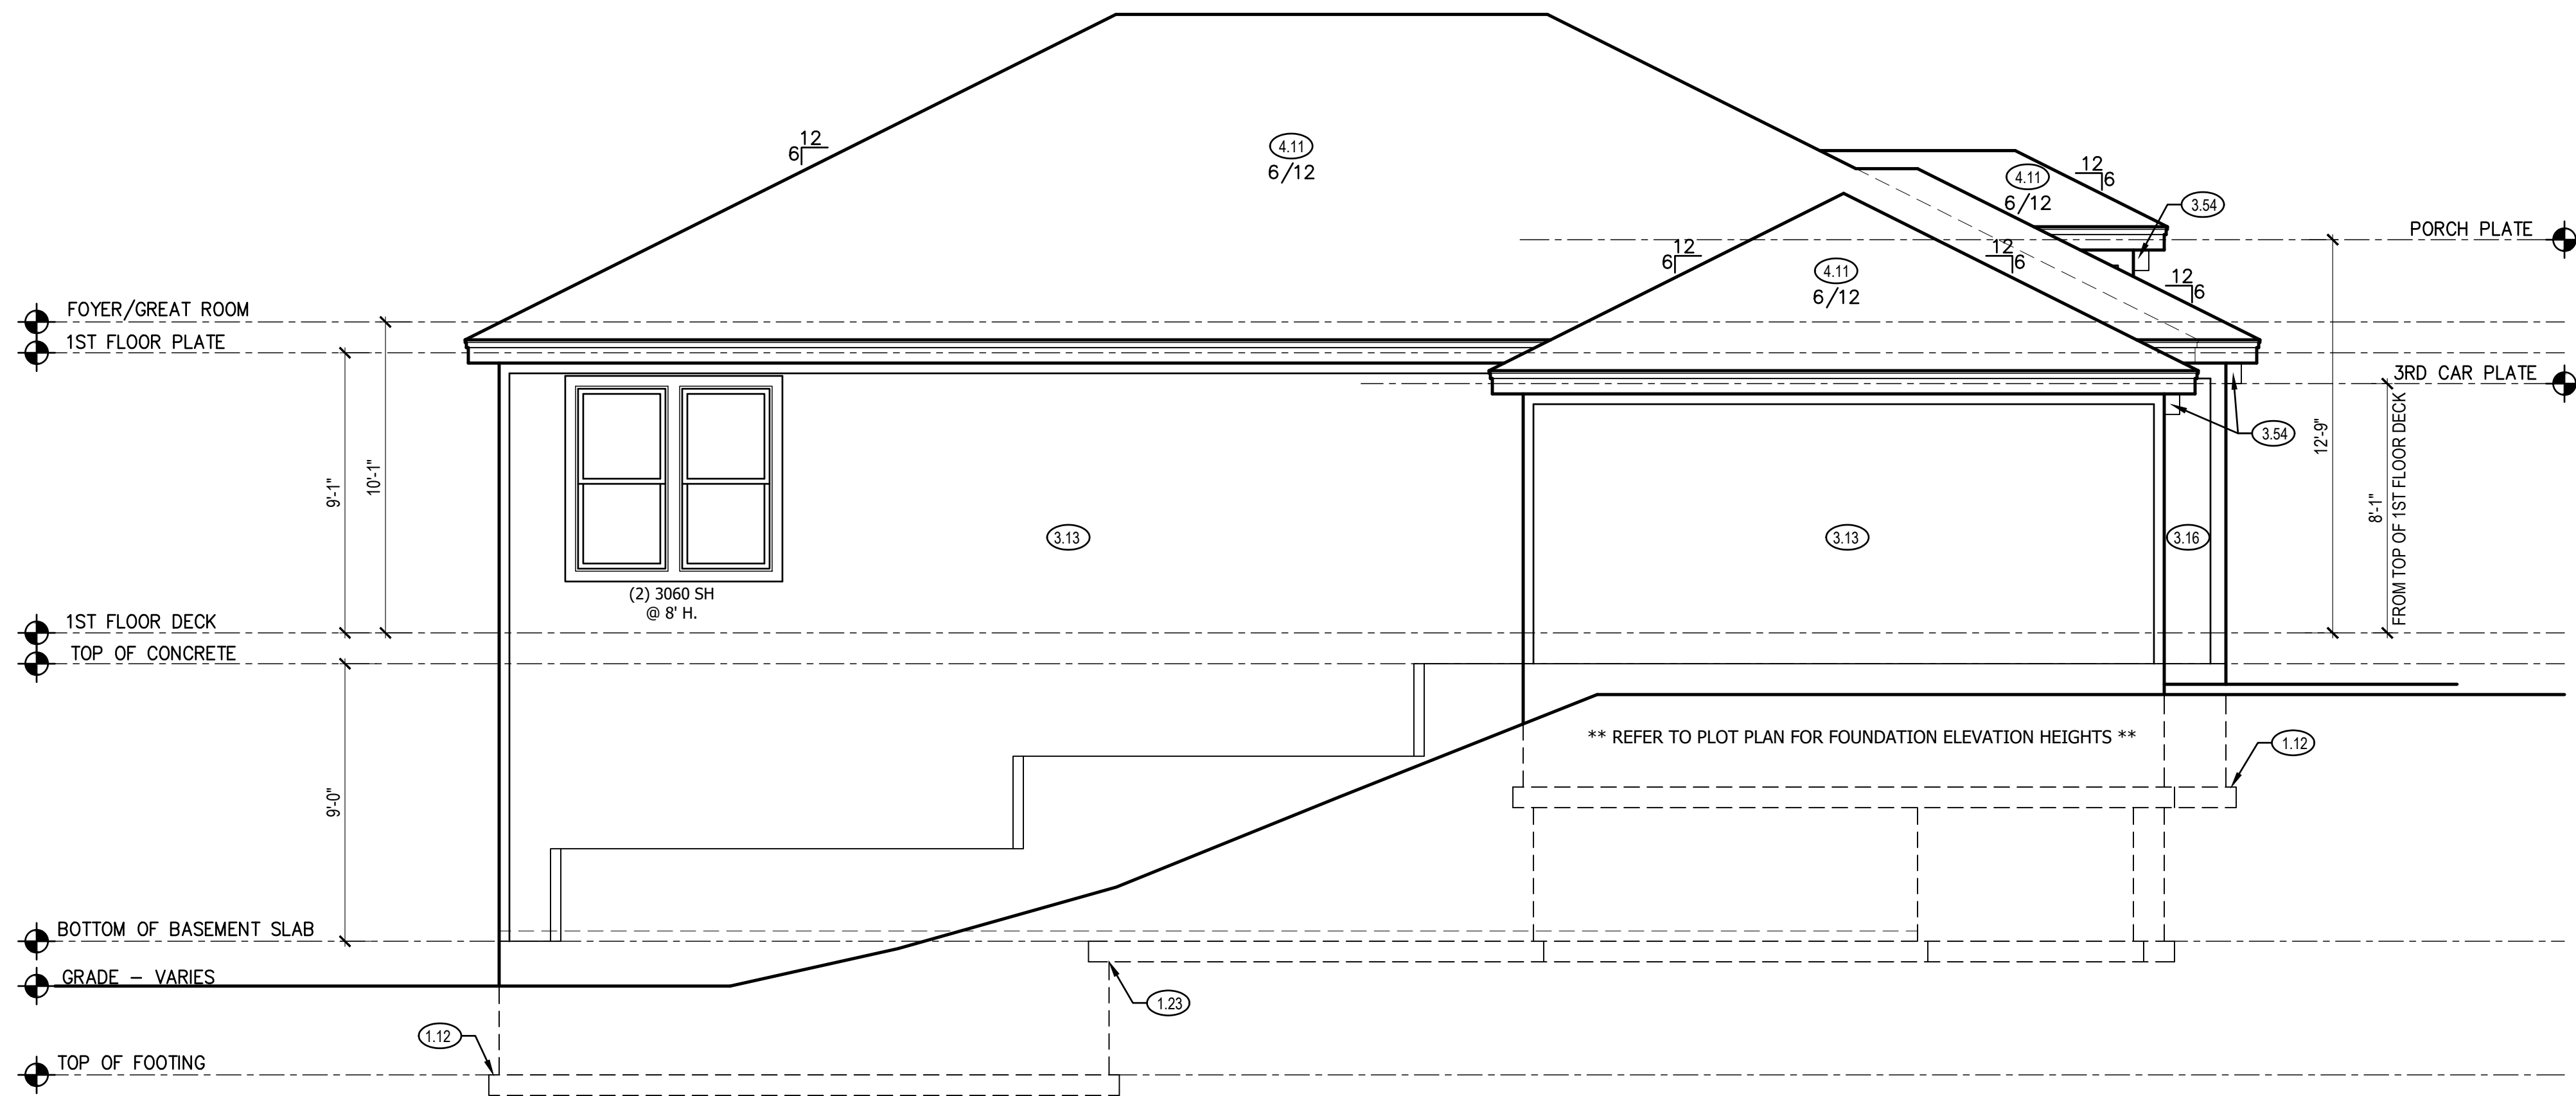 12
6
4.11
6/12
12
6
4.11
6/12
3.54
PORCH PLATE
12
6
12
6
4.11
6/12
12
6
FOYER/GREAT ROOM
1ST FLOOR PLATE
3RD CAR PLATE
3.54
9'-1"
10'-1"
12'-9"
8'-1"
FROM TOP OF 1ST FLOOR DECK
3.13
3.13
3.16
(2) 3060 SH
@ 8' H.
1ST FLOOR DECK
TOP OF CONCRETE
** REFER TO PLOT PLAN FOR FOUNDATION ELEVATION HEIGHTS **
1.12
9'-0"
BOTTOM OF BASEMENT SLAB
GRADE - VARIES
1.23
1.12
TOP OF FOOTING